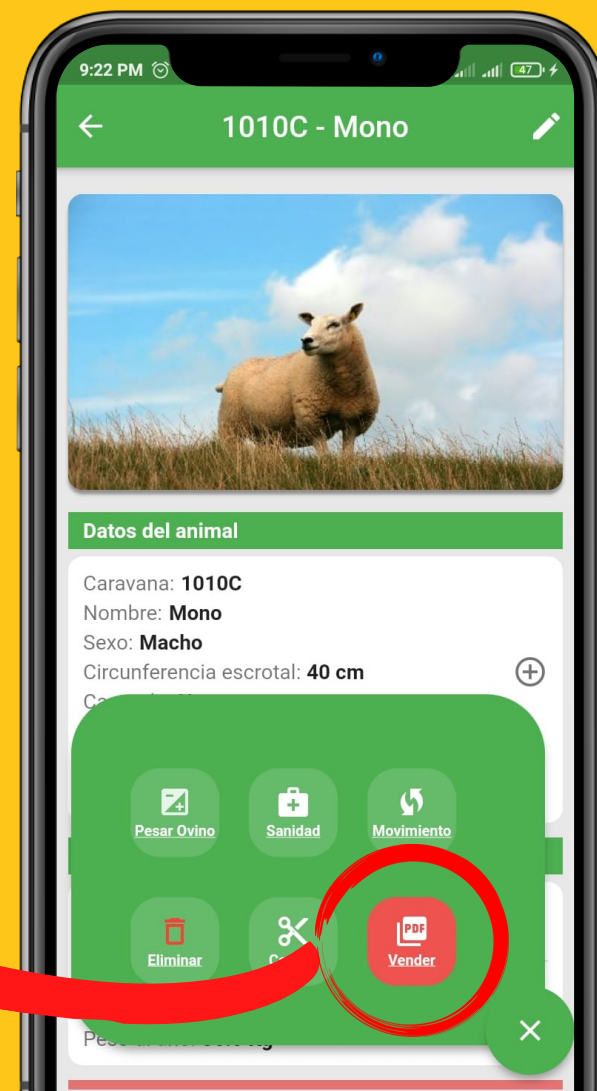 9:22 PM
47
1010C - Mono
Datos del animal
Caravana: 1010C
Nombre: Mono
Sexo: Macho
Circunferencia escrotal: 40 cm
Pesar Ovino
Sanidad
Movimiento
Eliminar
PDF
Vender